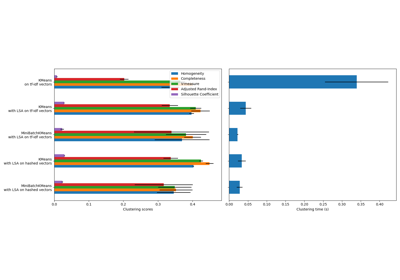 Homogeneity
Completeness
V-measure
Adjusted Rand-Index
Silhouette Coefficient
KMeans
on tf-idf vectors
KMeans
with LSA on tf-idf vectors
MiniBatchKMeans
with LSA on tf-idf vectors
KMeans
with LSA on hashed vectors
MiniBatchKMeans
with LSA on hashed vectors
0.0 0.1 0.2 0.3 0.4
Clustering scores
0.00 0.05 0.10 0.15 0.20 0.25 0.30 0.35 0.40
Clustering time (s)